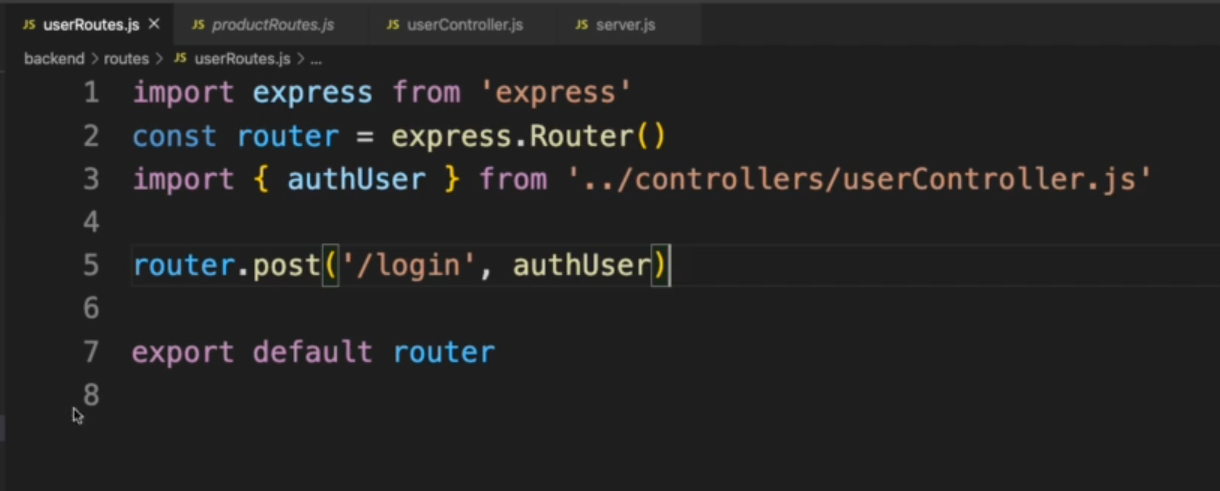 JS userRoutes.js × JS productRoutes.js JS userController.js JS server.js
backend > routes > JS userRoutes.js > ...
1 import express from 'express'
2 const router = express.Router()
3 import { authUser } from '../controllers/userController.js'
4
5 router.post('/login', authUser)
6
7 export default router
8